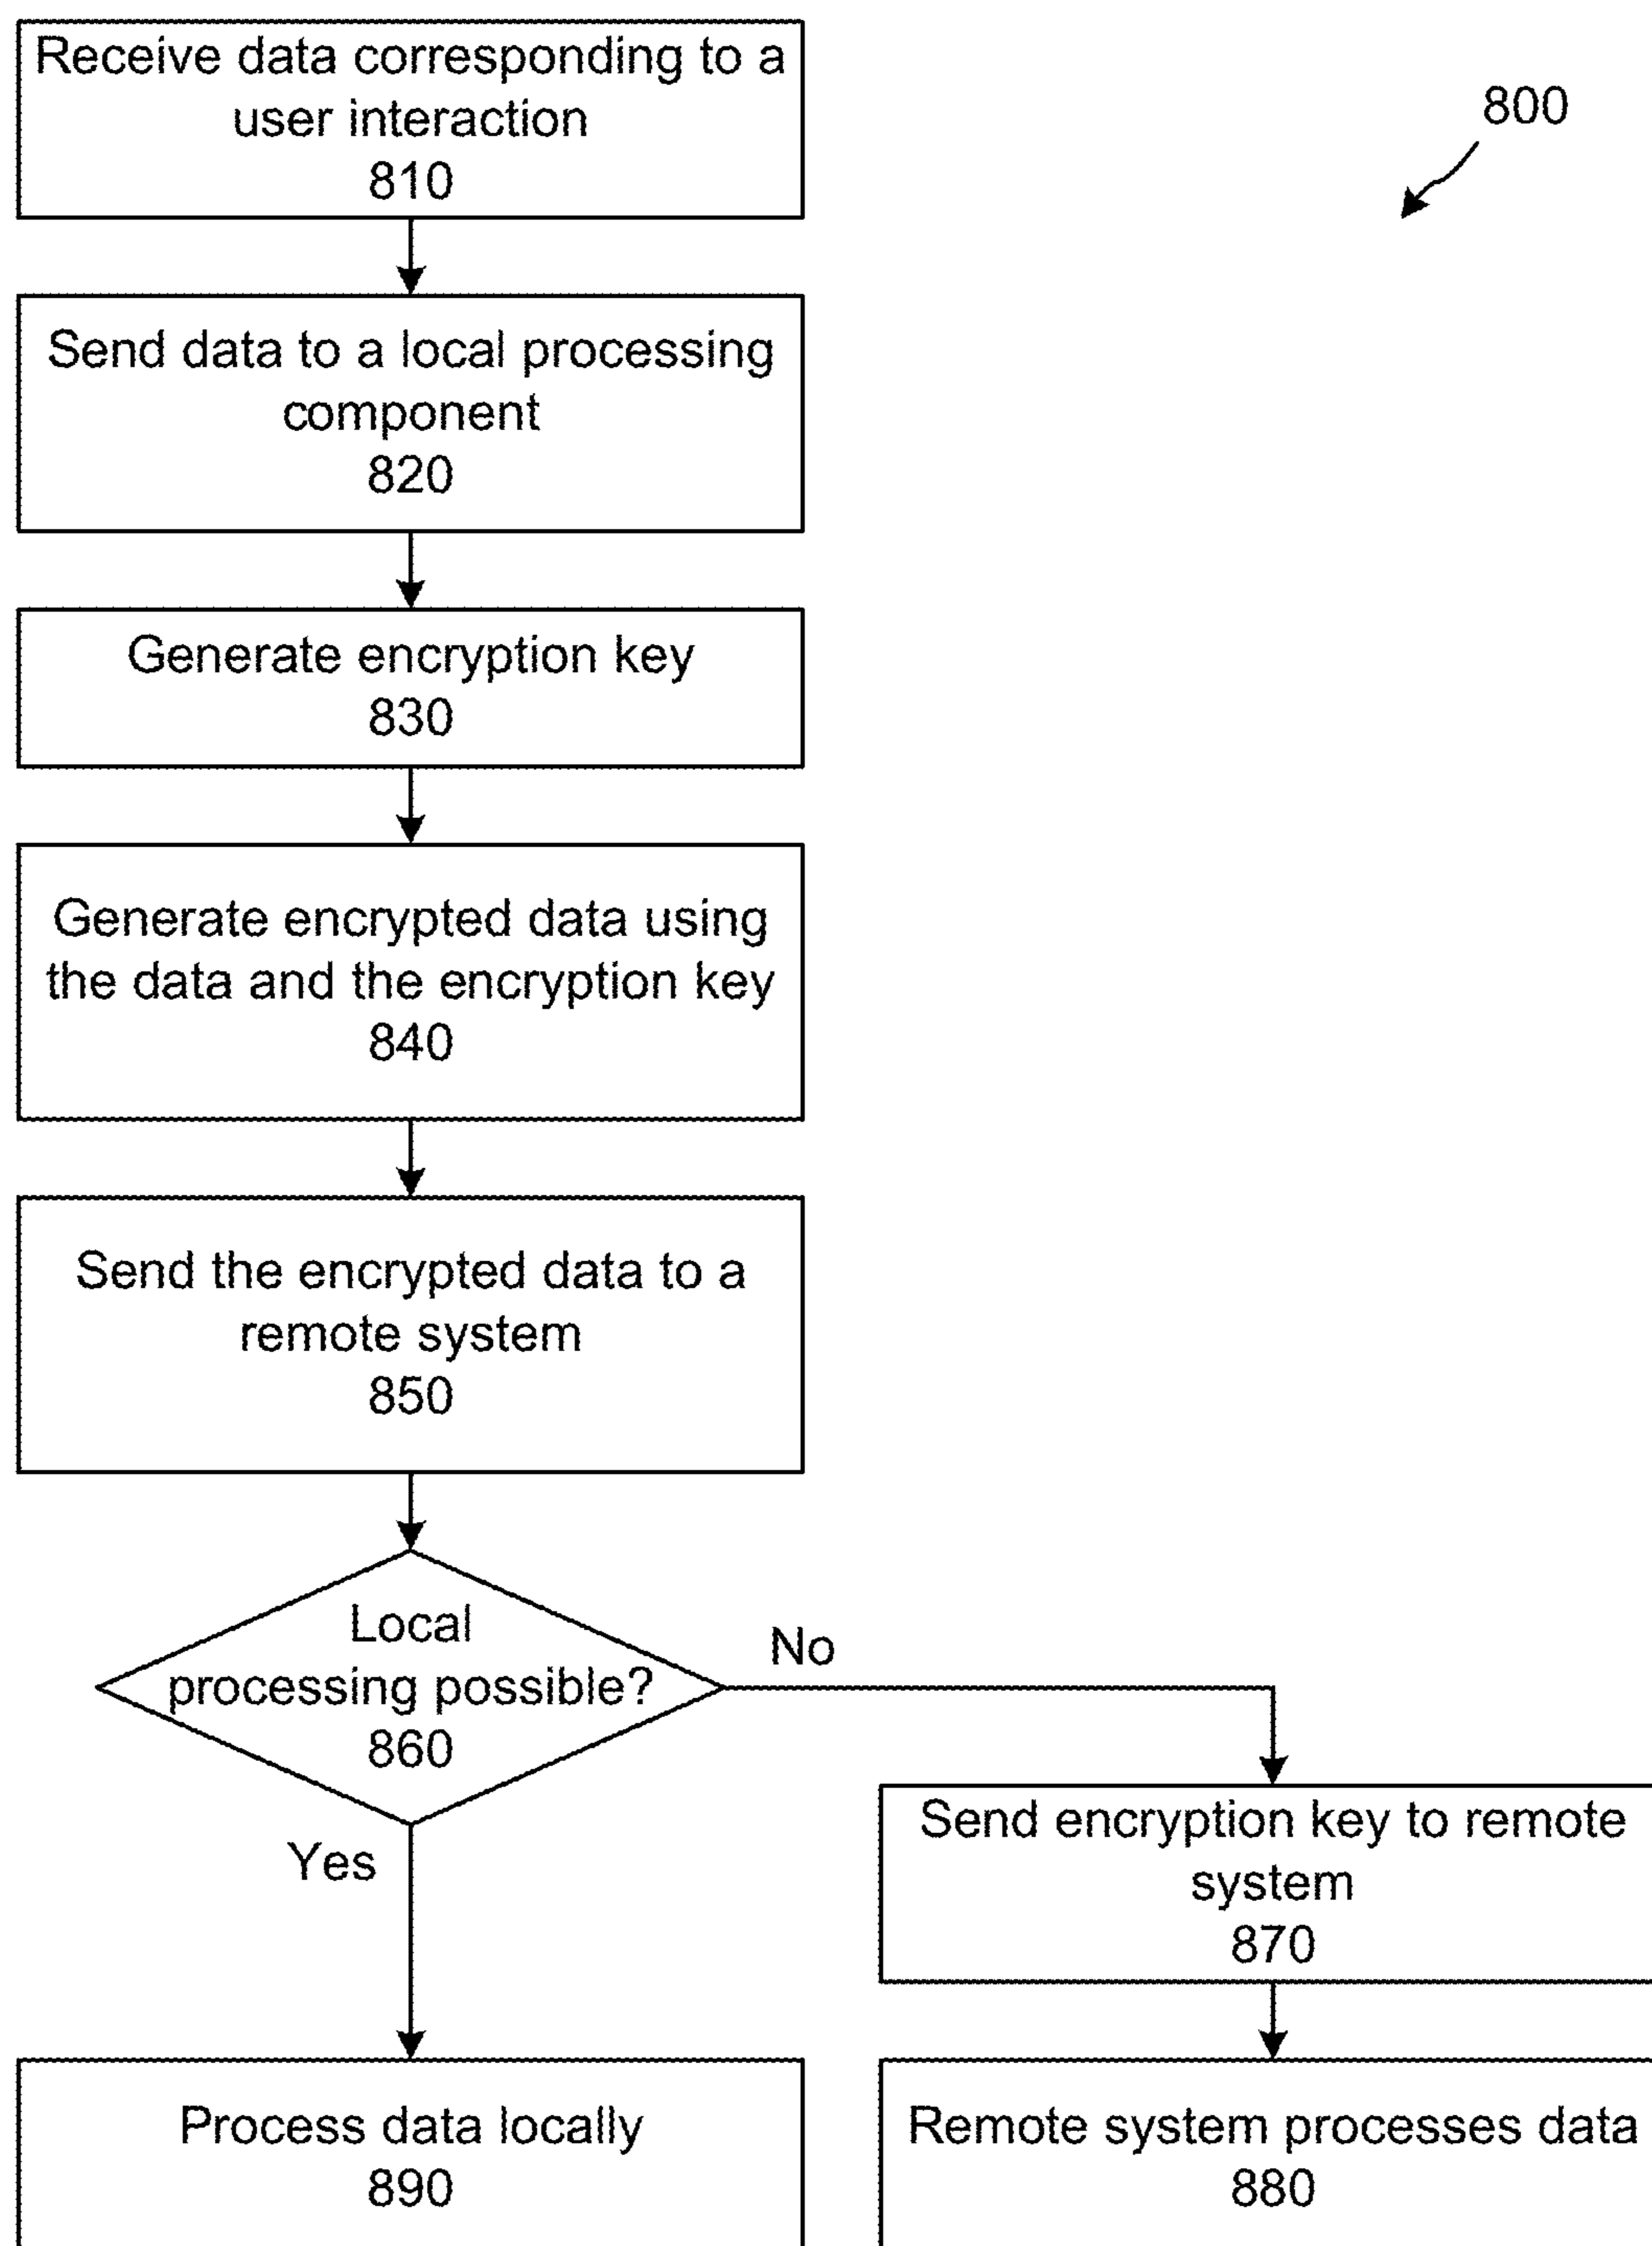 Receive data corresponding to a
user interaction
810
800
Send data to a local processing
component
820
Generate encryption key
830
Generate encrypted data using
the data and the encryption key
840
Send the encrypted data to a
remote system
850
Local
processing possible?
860
No
Yes
Send encryption key to remote
system
870
Process data locally
890
Remote system processes data
880